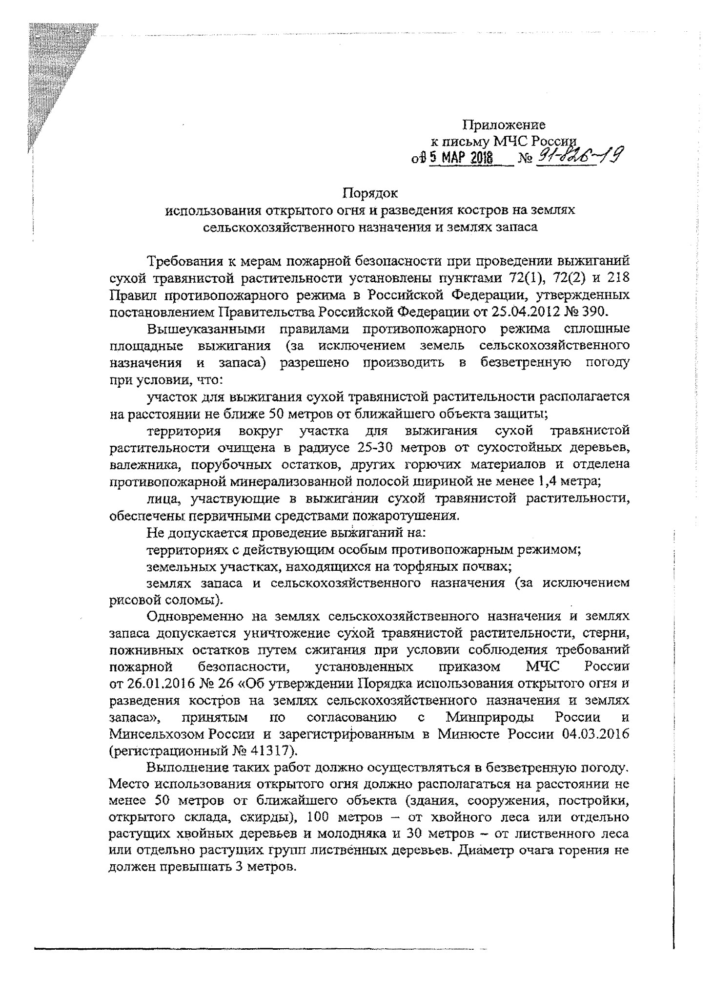 Приложение
к письму МЧС России
от 05 МАР 2018 № 91-826-19
Порядок
использования открытого огня и разведения костров на землях
сельскохозяйственного назначения и землях запаса
Требования к мерам пожарной безопасности при проведении выжиганий
сухой травянистой растительности установлены пунктами 72(1), 72(2) и 218
Правил противопожарного режима в Российской Федерации, утвержденных
постановлением Правительства Российской Федерации от 25.04.2012 № 390.
Вышеуказанными правилами противопожарного режима сплошные
площадные выжигания (за исключением земель сельскохозяйственного
назначения и запаса) разрешено производить в безветренную погоду
при условии, что:
участок для выжигания сухой травянистой растительности располагается
на расстоянии не ближе 50 метров от ближайшего объекта защиты;
территория вокруг участка для выжигания сухой травянистой
растительности очищена в радиусе 25-30 метров от сухостойных деревьев,
валежника, порубочных остатков, других горючих материалов и отделена
противопожарной минерализованной полосой шириной не менее 1,4 метра;
лица, участвующие в выжигании сухой травянистой растительности,
обеспечены первичными средствами пожаротушения.
Не допускается проведение выжиганий на:
территориях с действующим особым противопожарным режимом;
земельных участках, находящихся на торфяных почвах;
землях запаса и сельскохозяйственного назначения (за исключением
рисовой соломы).
Одновременно на землях сельскохозяйственного назначения и землях
запаса допускается уничтожение сухой травянистой растительности, стерни,
пожнивных остатков путем сжигания при условии соблюдения требований
пожарной безопасности, установленных приказом МЧС России
от 26.01.2016 № 26 «Об утверждении Порядка использования открытого огня и
разведения костров на землях сельскохозяйственного назначения и землях
запаса», принятым по согласованию с Минприроды России и
Минсельхозом России и зарегистрированным в Минюсте России 04.03.2016
(регистрационный № 41317).
Выполнение таких работ должно осуществляться в безветренную погоду.
Место использования открытого огня должно располагаться на расстоянии не
менее 50 метров от ближайшего объекта (здания, сооружения, постройки,
открытого склада, скирды), 100 метров – от хвойного леса или отдельно
растущих хвойных деревьев и молодняка и 30 метров – от лиственного леса
или отдельно растущих групп лиственных деревьев. Диаметр очага горения не
должен превышать 3 метров.